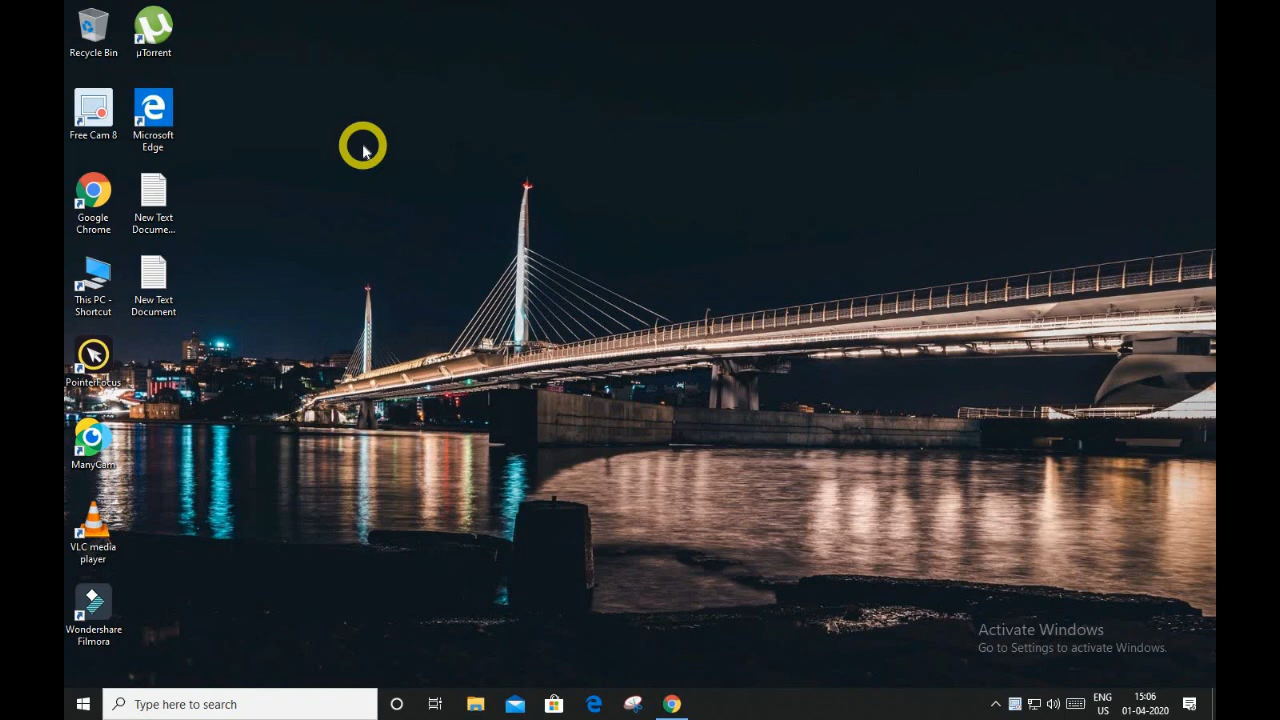 Recycle Bin
µTorrent
Free Cam 8
Microsoft
Edge
Google
Chrome
New Text
Docume...
This PC -
Shortcut
New Text
Document
PointerFocus
ManyCam
VLC media
player
Wondershare
Filmora
Activate Windows
Go to Settings to activate Windows.
Type here to search
ENG
US
15:06
01-04-2020